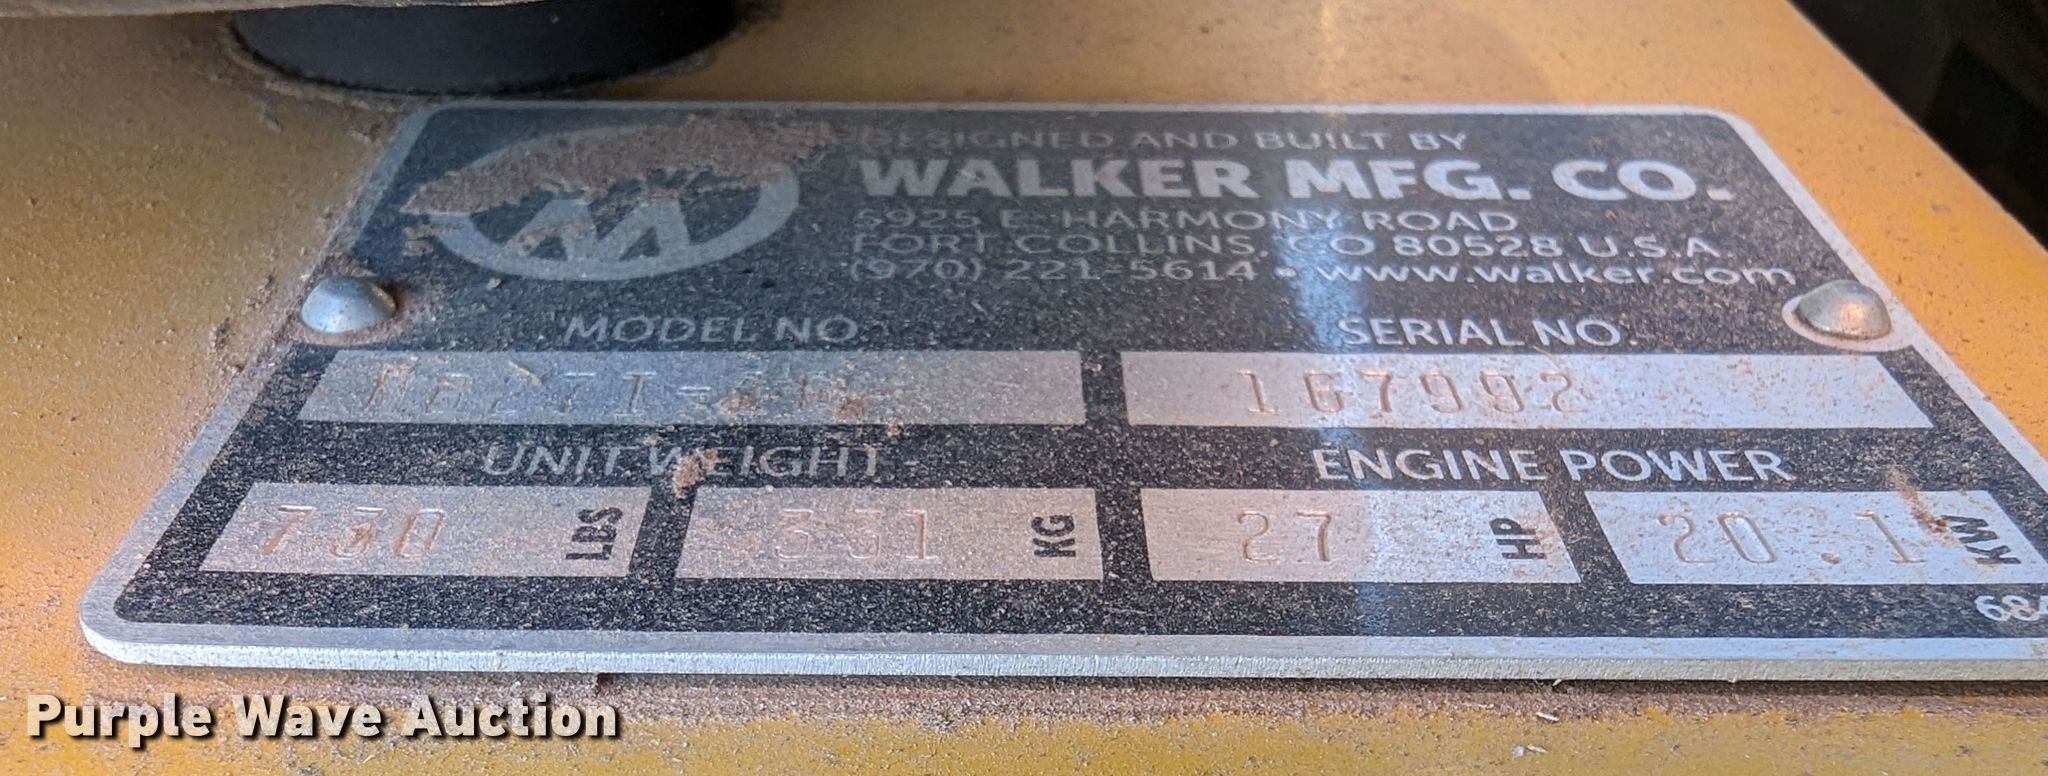 DESIGNED AND BUILT BY
WALKER MFG. CO.
5925 E. HARMONY ROAD
FORT COLLINS, CO 80528 U.S.A.
(970) 221-5614 • www.walker.com
MODEL NO. SERIAL NO.
167992
UNIT WEIGHT ENGINE POWER
730 LBS 331 KG 27 HP 20.1 KW
Purple Wave Auction